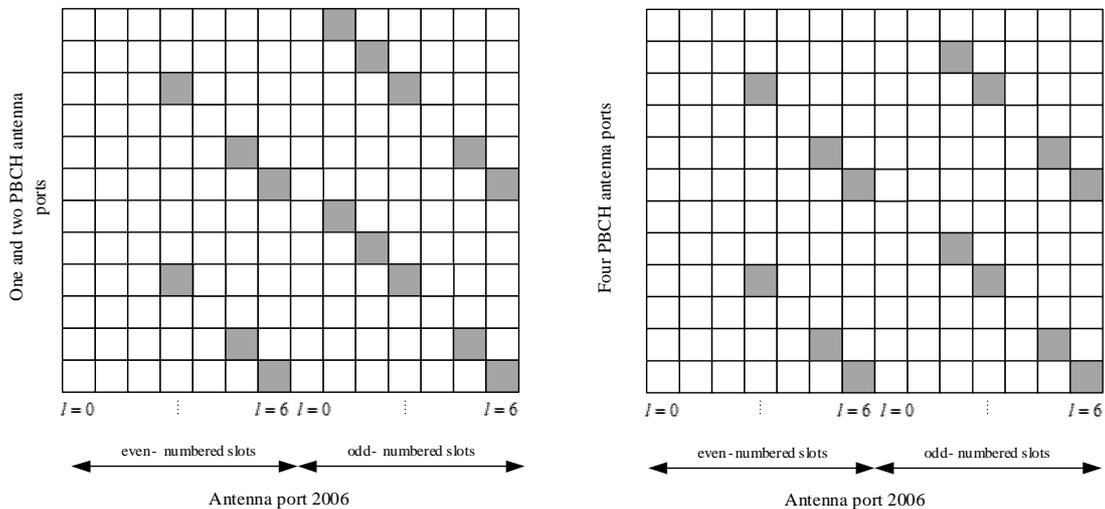 One and two PBCH antenna
ports
l = 0
⋮
l = 6
l = 0
⋮
l = 6
even- numbered slots
odd- numbered slots
Antenna port 2006
Four PBCH antenna ports
l = 0
⋮
l = 6
l = 0
⋮
l = 6
even-numbered slots
odd- numbered slots
Antenna port 2006